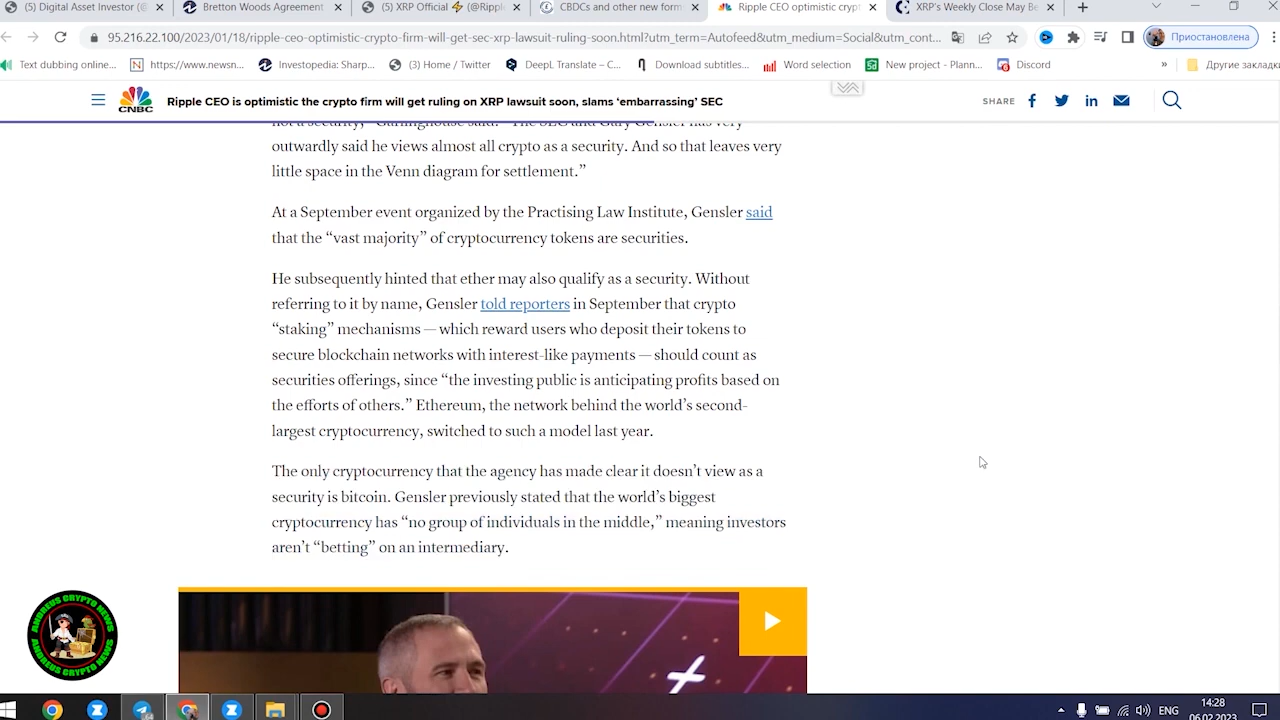 (5) Digital Asset Investor (@
Bretton Woods Agreement
(5) XRP Official ⚡ (@Ripple
CBDCs and other new form
Ripple CEO optimistic crypt
XRP's Weekly Close May Be
95.216.22.100/2023/01/18/ripple-ceo-optimistic-crypto-firm-will-get-sec-xrp-lawsuit-ruling-soon.html?utm_term=Autofeed&utm_medium=Social&utm_cont...
Приостановлена
Text dubbing online...
https://www.newsn...
Investopedia: Sharp...
(3) Home / Twitter
DeepL Translate – C...
Download subtitles...
Word selection
New project - Plann...
Discord
»
Другие закладки
CNBC
Ripple CEO is optimistic the crypto firm will get ruling on XRP lawsuit soon, slams ‘embarrassing’ SEC
SHARE
not a security,” Garlinghouse said. “The SEC and Gary Gensler has very
outwardly said he views almost all crypto as a security. And so that leaves very
little space in the Venn diagram for settlement.”
At a September event organized by the Practising Law Institute, Gensler said
that the “vast majority” of cryptocurrency tokens are securities.
He subsequently hinted that ether may also qualify as a security. Without
referring to it by name, Gensler told reporters in September that crypto
“staking” mechanisms — which reward users who deposit their tokens to
secure blockchain networks with interest-like payments — should count as
securities offerings, since “the investing public is anticipating profits based on
the efforts of others.” Ethereum, the network behind the world’s second-
largest cryptocurrency, switched to such a model last year.
The only cryptocurrency that the agency has made clear it doesn’t view as a
security is bitcoin. Gensler previously stated that the world’s biggest
cryptocurrency has “no group of individuals in the middle,” meaning investors
aren’t “betting” on an intermediary.
ANDREUS CRYPTO NEWS
ANDREUS CRYPTO NEWS
ENG
14:28
06.02.2023